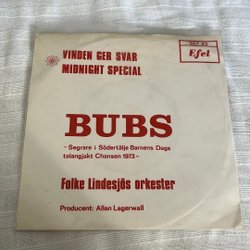 VINDEN GER SVAR
MIDNIGHT SPECIAL
Efel
BUBS
- Segrare i Södertälje Barnens Dags
talangjakt Chansen 1973 -
Folke Lindesjös orkester
Producent: Allan Lagerwall